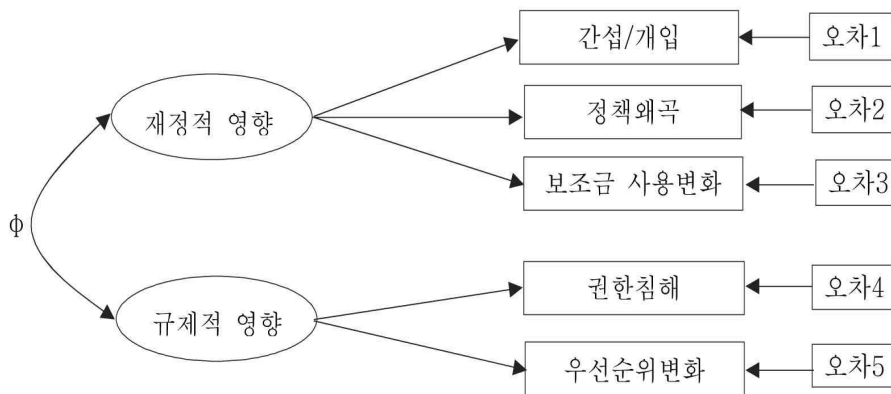 간섭/개입
오차1
재정적 영향
정책왜곡
오차2
보조금 사용변화
오차3
ф
규제적 영향
권한침해
오차4
우선순위변화
오차5